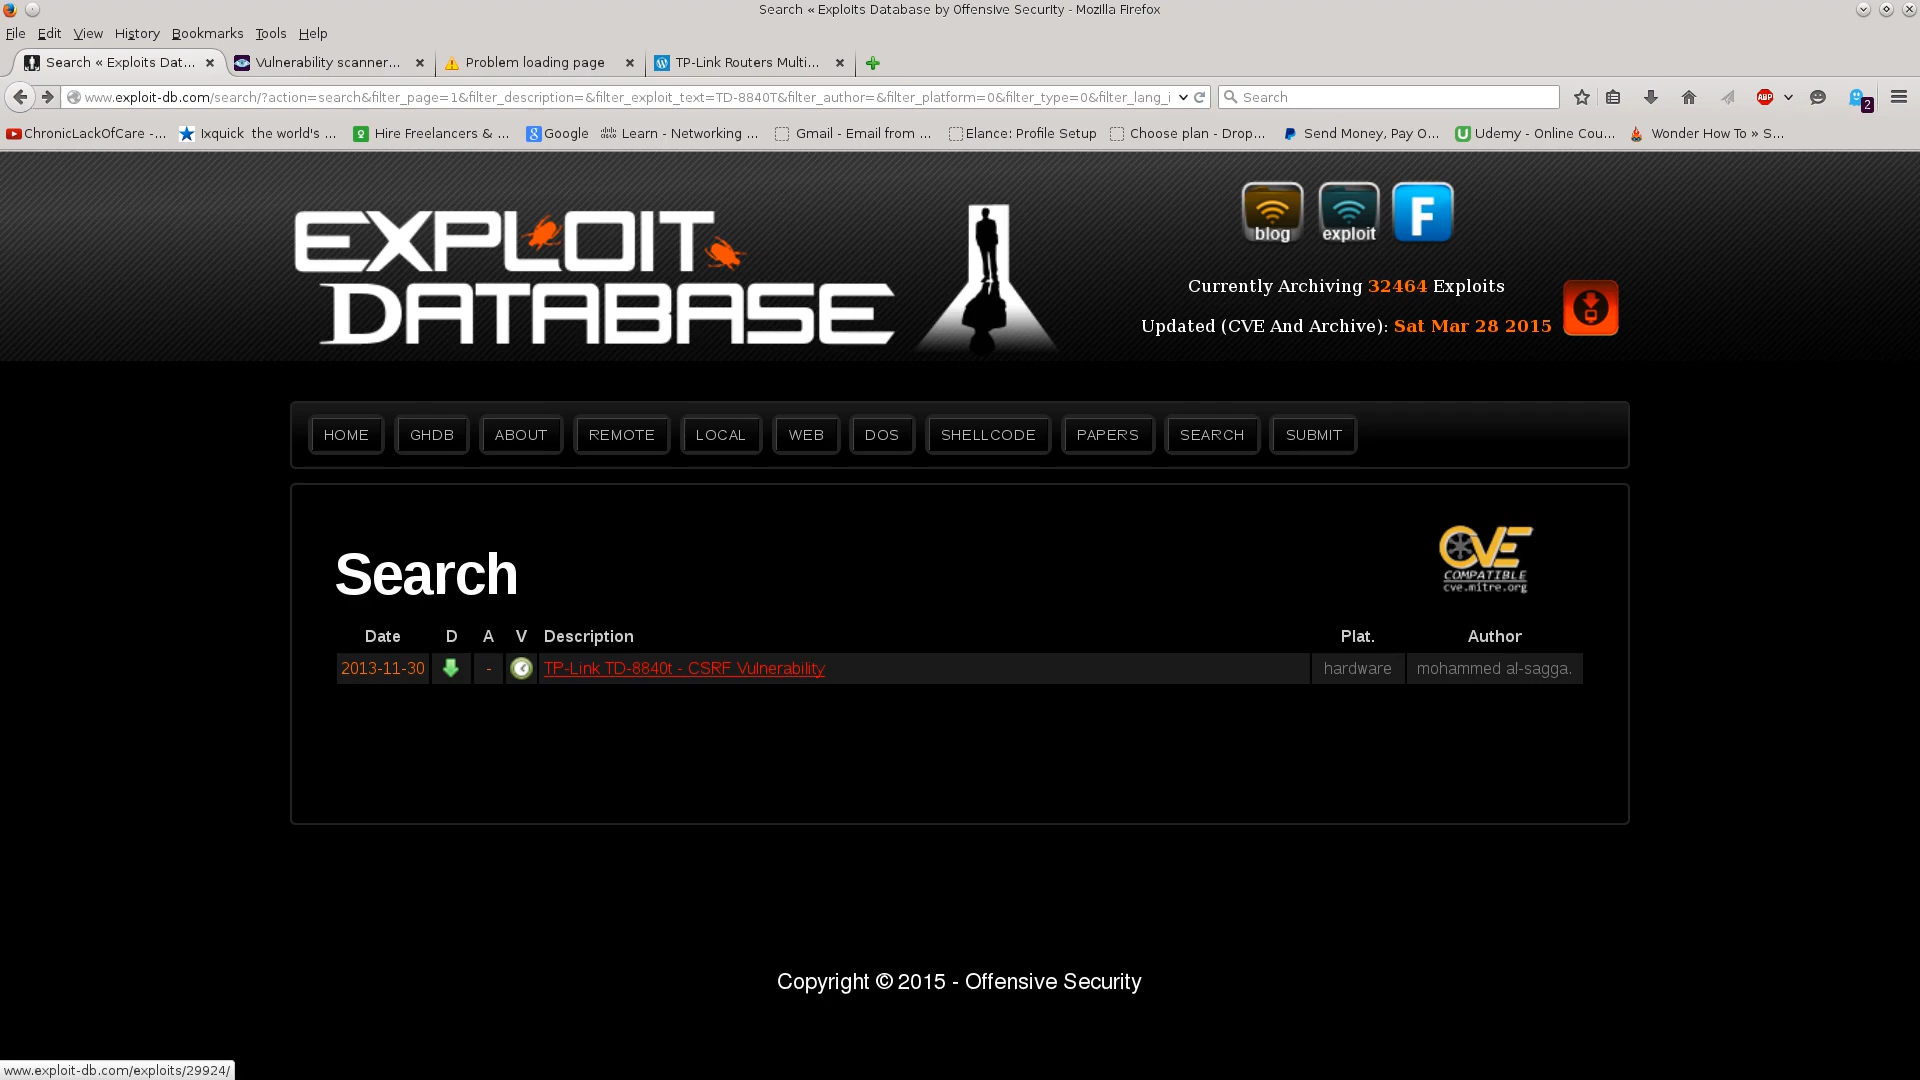 Search « Exploits Database by Offensive Security - Mozilla Firefox
File Edit View History Bookmarks Tools Help
Search « Exploits Dat... Vulnerability scanner... Problem loading page TP-Link Routers Multi...
www.exploit-db.com/search/?action=search&filter_page=1&filter_description=&filter_exploit_text=TD-8840T&filter_author=&filter_platform=0&filter_type=0&filter_lang_i Search ABP 2
ChronicLackOfCare -... Ixquick the world's ... Hire Freelancers & ... Google Learn - Networking ... Gmail - Email from ... Elance: Profile Setup Choose plan - Drop... Send Money, Pay O... Udemy - Online Cou... Wonder How To » S...
EXPLOIT
DATABASE
blog exploit F
Currently Archiving 32464 Exploits
Updated (CVE And Archive): Sat Mar 28 2015
HOME GHDB ABOUT REMOTE LOCAL WEB DOS SHELLCODE PAPERS SEARCH SUBMIT
CVE
COMPATIBLE
cve.mitre.org
Search
Date D A V Description Plat. Author
2013-11-30 - TP-Link TD-8840t - CSRF Vulnerability hardware mohammed al-sagga.
Copyright © 2015 - Offensive Security
www.exploit-db.com/exploits/29924/